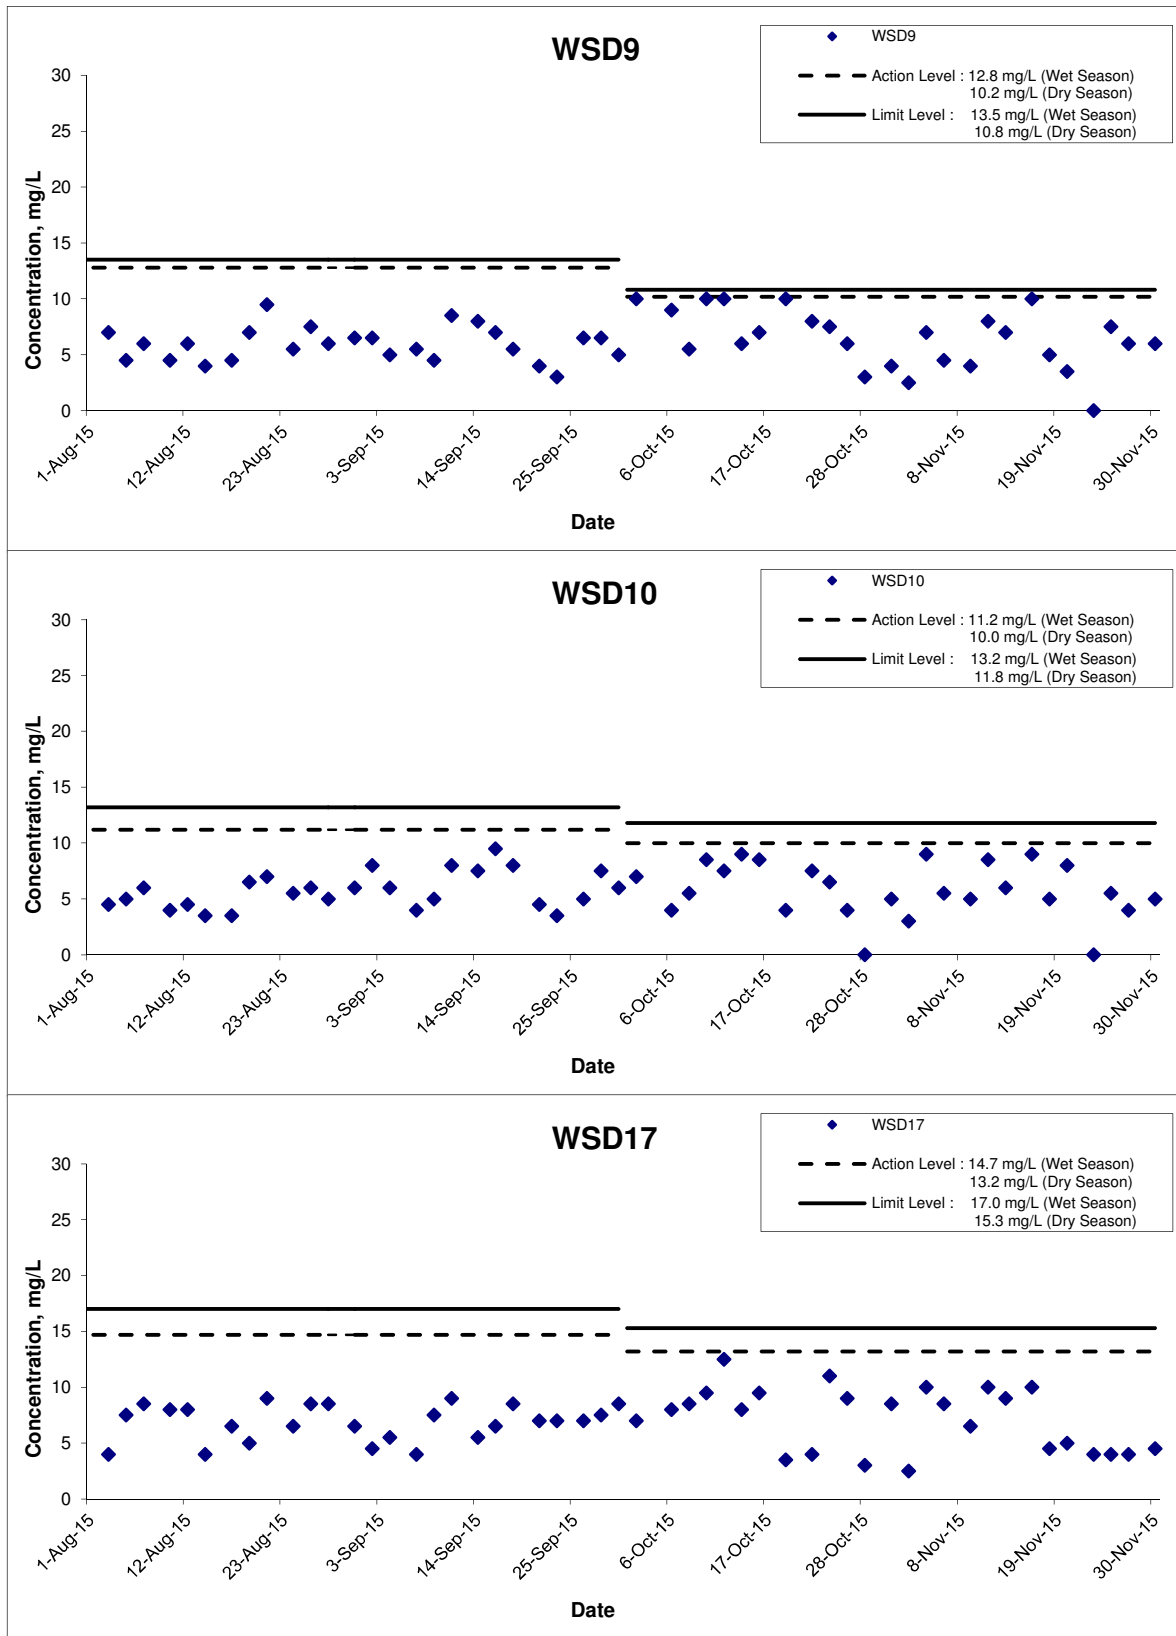 WSD9
WSD9
Action Level : 12.8 mg/L (Wet Season)
10.2 mg/L (Dry Season)
Limit Level : 13.5 mg/L (Wet Season)
10.8 mg/L (Dry Season)
Concentration, mg/L
30
25
20
15
10
5
0
1-Aug-15
12-Aug-15
23-Aug-15
3-Sep-15
14-Sep-15
25-Sep-15
6-Oct-15
17-Oct-15
28-Oct-15
8-Nov-15
19-Nov-15
30-Nov-15
Date
WSD10
WSD10
Action Level : 11.2 mg/L (Wet Season)
10.0 mg/L (Dry Season)
Limit Level : 13.2 mg/L (Wet Season)
11.8 mg/L (Dry Season)
Concentration, mg/L
30
25
20
15
10
5
0
1-Aug-15
12-Aug-15
23-Aug-15
3-Sep-15
14-Sep-15
25-Sep-15
6-Oct-15
17-Oct-15
28-Oct-15
8-Nov-15
19-Nov-15
30-Nov-15
Date
WSD17
WSD17
Action Level : 14.7 mg/L (Wet Season)
13.2 mg/L (Dry Season)
Limit Level : 17.0 mg/L (Wet Season)
15.3 mg/L (Dry Season)
Concentration, mg/L
30
25
20
15
10
5
0
1-Aug-15
12-Aug-15
23-Aug-15
3-Sep-15
14-Sep-15
25-Sep-15
6-Oct-15
17-Oct-15
28-Oct-15
8-Nov-15
19-Nov-15
30-Nov-15
Date